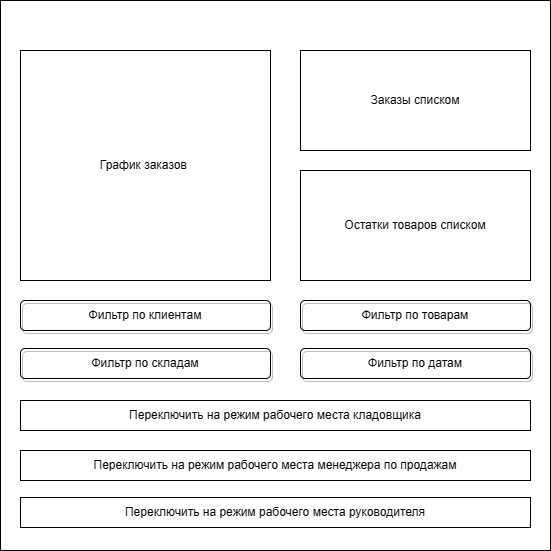 График заказов
Заказы списком
Остатки товаров списком
Фильтр по клиентам
Фильтр по товарам
Фильтр по складам
Фильтр по датам
Переключить на режим рабочего места кладовщика
Переключить на режим рабочего места менеджера по продажам
Переключить на режим рабочего места руководителя